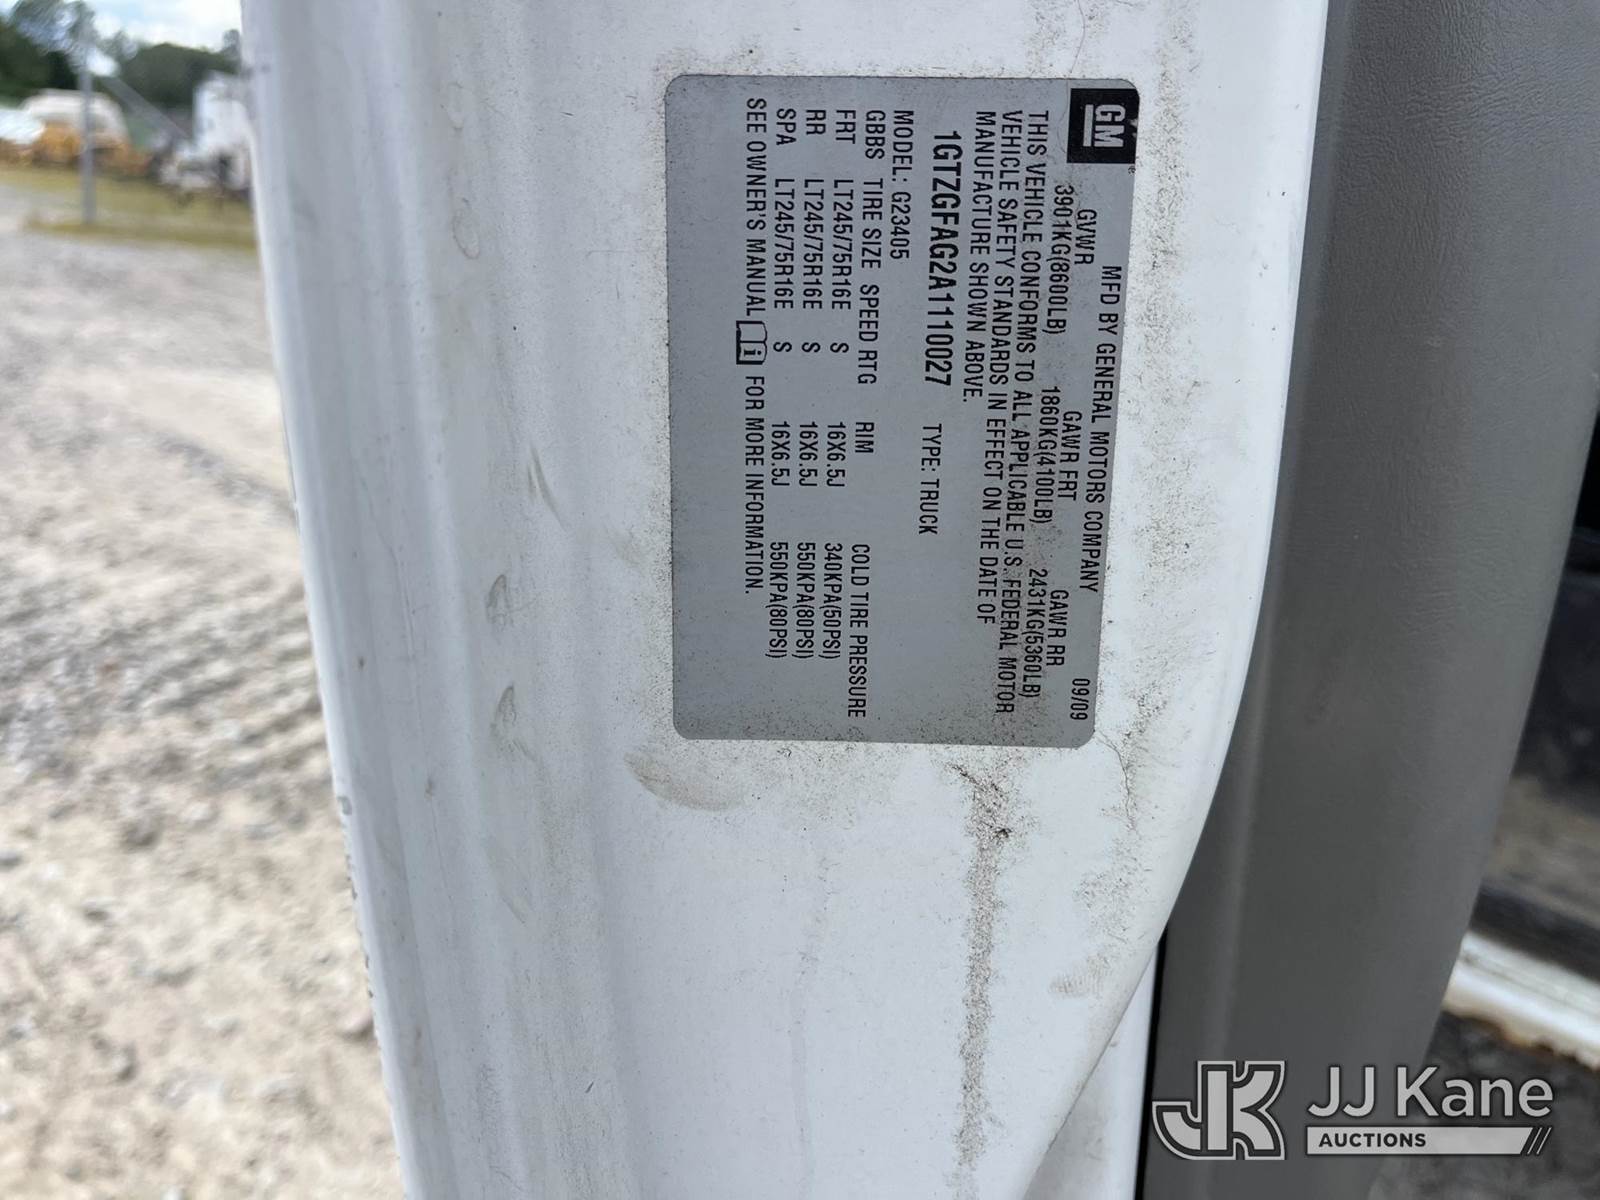 GM
MFD BY GENERAL MOTORS COMPANY 09/09
GVWR GAWR FRT GAWR RR
3901KG(8600LB) 1860KG(4100LB) 2431KG(5360LB)
THIS VEHICLE CONFORMS TO ALL APPLICABLE U.S. FEDERAL MOTOR
VEHICLE SAFETY STANDARDS IN EFFECT ON THE DATE OF
MANUFACTURE SHOWN ABOVE.
1GTZGFAG2A1110027 TYPE: TRUCK
MODEL: G23405
GBBS TIRE SIZE SPEED RTG RIM COLD TIRE PRESSURE
FRT LT245/75R16E S 16X6.5J 340KPA(50PSI)
RR LT245/75R16E S 16X6.5J 550KPA(80PSI)
SPA LT245/75R16E S 16X6.5J 550KPA(80PSI)
SEE OWNER'S MANUAL i FOR MORE INFORMATION.
JK JJ Kane
AUCTIONS